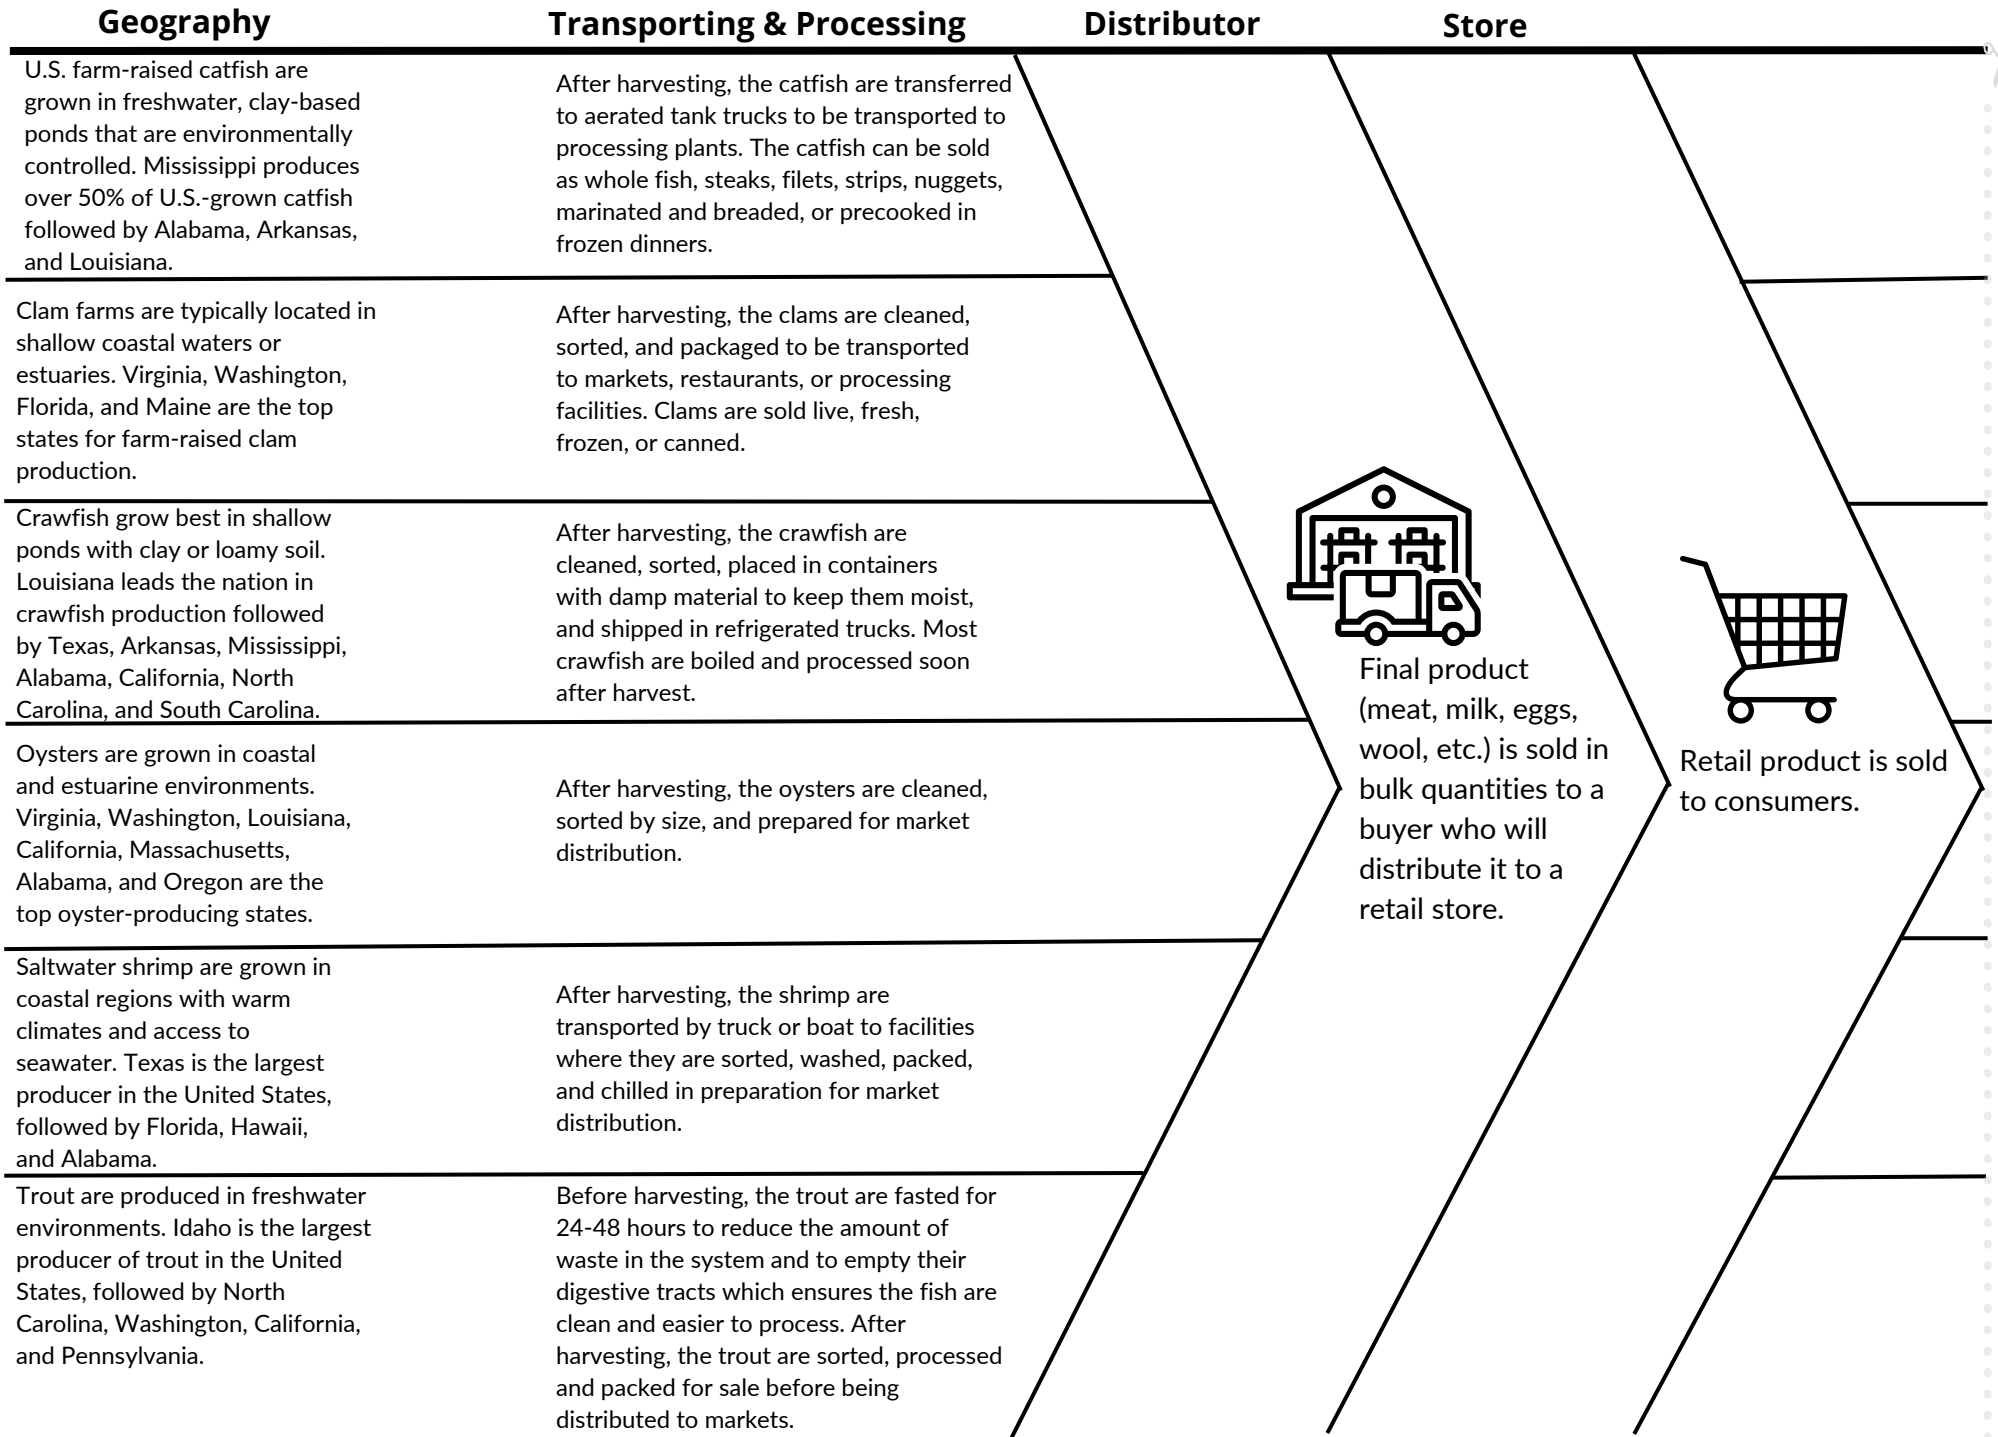 Geography
Transporting & Processing
Distributor
Store
U.S. farm-raised catfish are
grown in freshwater, clay-based
ponds that are environmentally
controlled. Mississippi produces
over 50% of U.S.-grown catfish
followed by Alabama, Arkansas,
and Louisiana.
After harvesting, the catfish are transferred
to aerated tank trucks to be transported to
processing plants. The catfish can be sold
as whole fish, steaks, filets, strips, nuggets,
marinated and breaded, or precooked in
frozen dinners.
Clam farms are typically located in
shallow coastal waters or
estuaries. Virginia, Washington,
Florida, and Maine are the top
states for farm-raised clam
production.
After harvesting, the clams are cleaned,
sorted, and packaged to be transported
to markets, restaurants, or processing
facilities. Clams are sold live, fresh,
frozen, or canned.
Crawfish grow best in shallow
ponds with clay or loamy soil.
Louisiana leads the nation in
crawfish production followed
by Texas, Arkansas, Mississippi,
Alabama, California, North
Carolina, and South Carolina.
After harvesting, the crawfish are
cleaned, sorted, placed in containers
with damp material to keep them moist,
and shipped in refrigerated trucks. Most
crawfish are boiled and processed soon
after harvest.
Oysters are grown in coastal
and estuarine environments.
Virginia, Washington, Louisiana,
California, Massachusetts,
Alabama, and Oregon are the
top oyster-producing states.
After harvesting, the oysters are cleaned,
sorted by size, and prepared for market
distribution.
Saltwater shrimp are grown in
coastal regions with warm
climates and access to
seawater. Texas is the largest
producer in the United States,
followed by Florida, Hawaii,
and Alabama.
After harvesting, the shrimp are
transported by truck or boat to facilities
where they are sorted, washed, packed,
and chilled in preparation for market
distribution.
Trout are produced in freshwater
environments. Idaho is the largest
producer of trout in the United
States, followed by North
Carolina, Washington, California,
and Pennsylvania.
Before harvesting, the trout are fasted for
24-48 hours to reduce the amount of
waste in the system and to empty their
digestive tracts which ensures the fish are
clean and easier to process. After
harvesting, the trout are sorted, processed
and packed for sale before being
distributed to markets.
Final product
(meat, milk, eggs,
wool, etc.) is sold in
bulk quantities to a
buyer who will
distribute it to a
retail store.
Retail product is sold
to consumers.